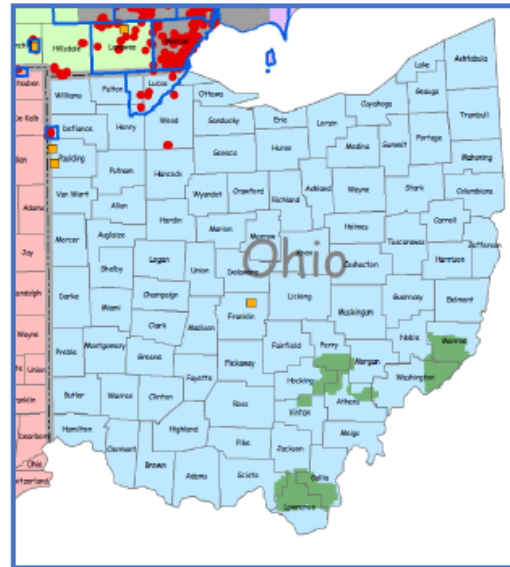 Hillsdale
Lenawee
Monroe
Steuben
Williams
Fulton
Lucas
Ottawa
Lake
Ashtabula
Geauga
De Kalb
Defiance
Henry
Wood
Sandusky
Erie
Lorain
Cuyahoga
Trumbull
Paulding
Seneca
Huron
Medina
Summit
Portage
Mahoning
Putnam
Hancock
Van Wert
Allen
Wyandot
Crawford
Richland
Ashland
Wayne
Stark
Columbiana
Adams
Hardin
Marion
Morrow
Knox
Holmes
Tuscarawas
Carroll
Jefferson
Mercer
Auglaize
Logan
Union
Delaware
Ohio
Coshocton
Harrison
Jay
Shelby
Darke
Miami
Champaign
Licking
Guernsey
Belmont
Randolph
Clark
Madison
Franklin
Muskingum
Wayne
Preble
Montgomery
Greene
Fairfield
Perry
Morgan
Noble
Monroe
Union
Fayette
Pickaway
Hocking
Athens
Washington
Franklin
Butler
Warren
Clinton
Ross
Vinton
Dearborn
Hamilton
Clermont
Highland
Pike
Jackson
Meigs
Ohio
Switzerland
Brown
Adams
Scioto
Gallia
Lawrence